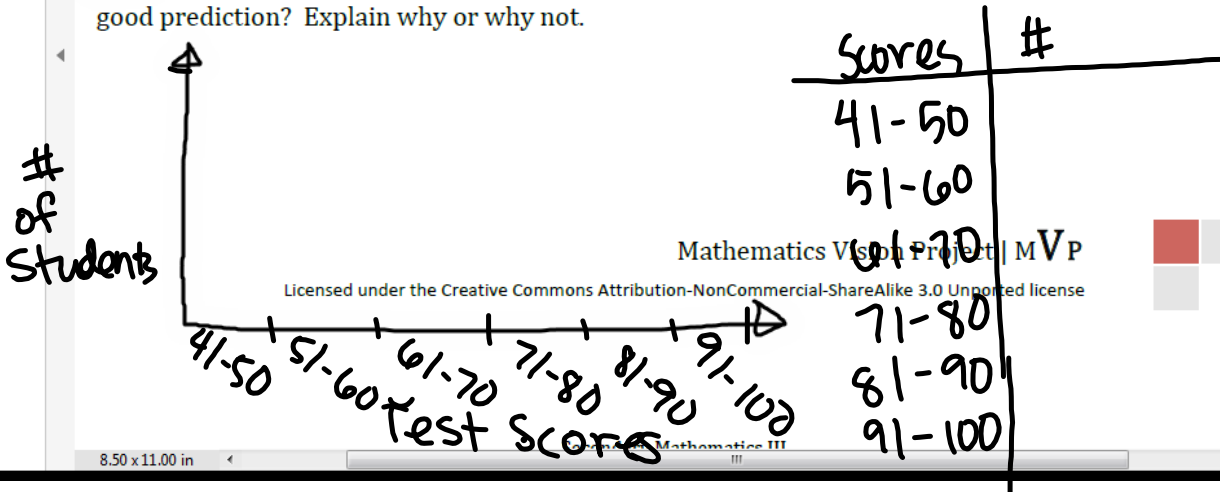 good prediction? Explain why or why not.
Scores #
41-50
51-60
61-70
71-80
81-90
91-100
# of Students
41-50 51-60 61-70 71-80 81-90 91-100
Test Scores
Mathematics Vision Project | MVP
Licensed under the Creative Commons Attribution-NonCommercial-ShareAlike 3.0 Unported license
Mathematics III
8.50 x 11.00 in